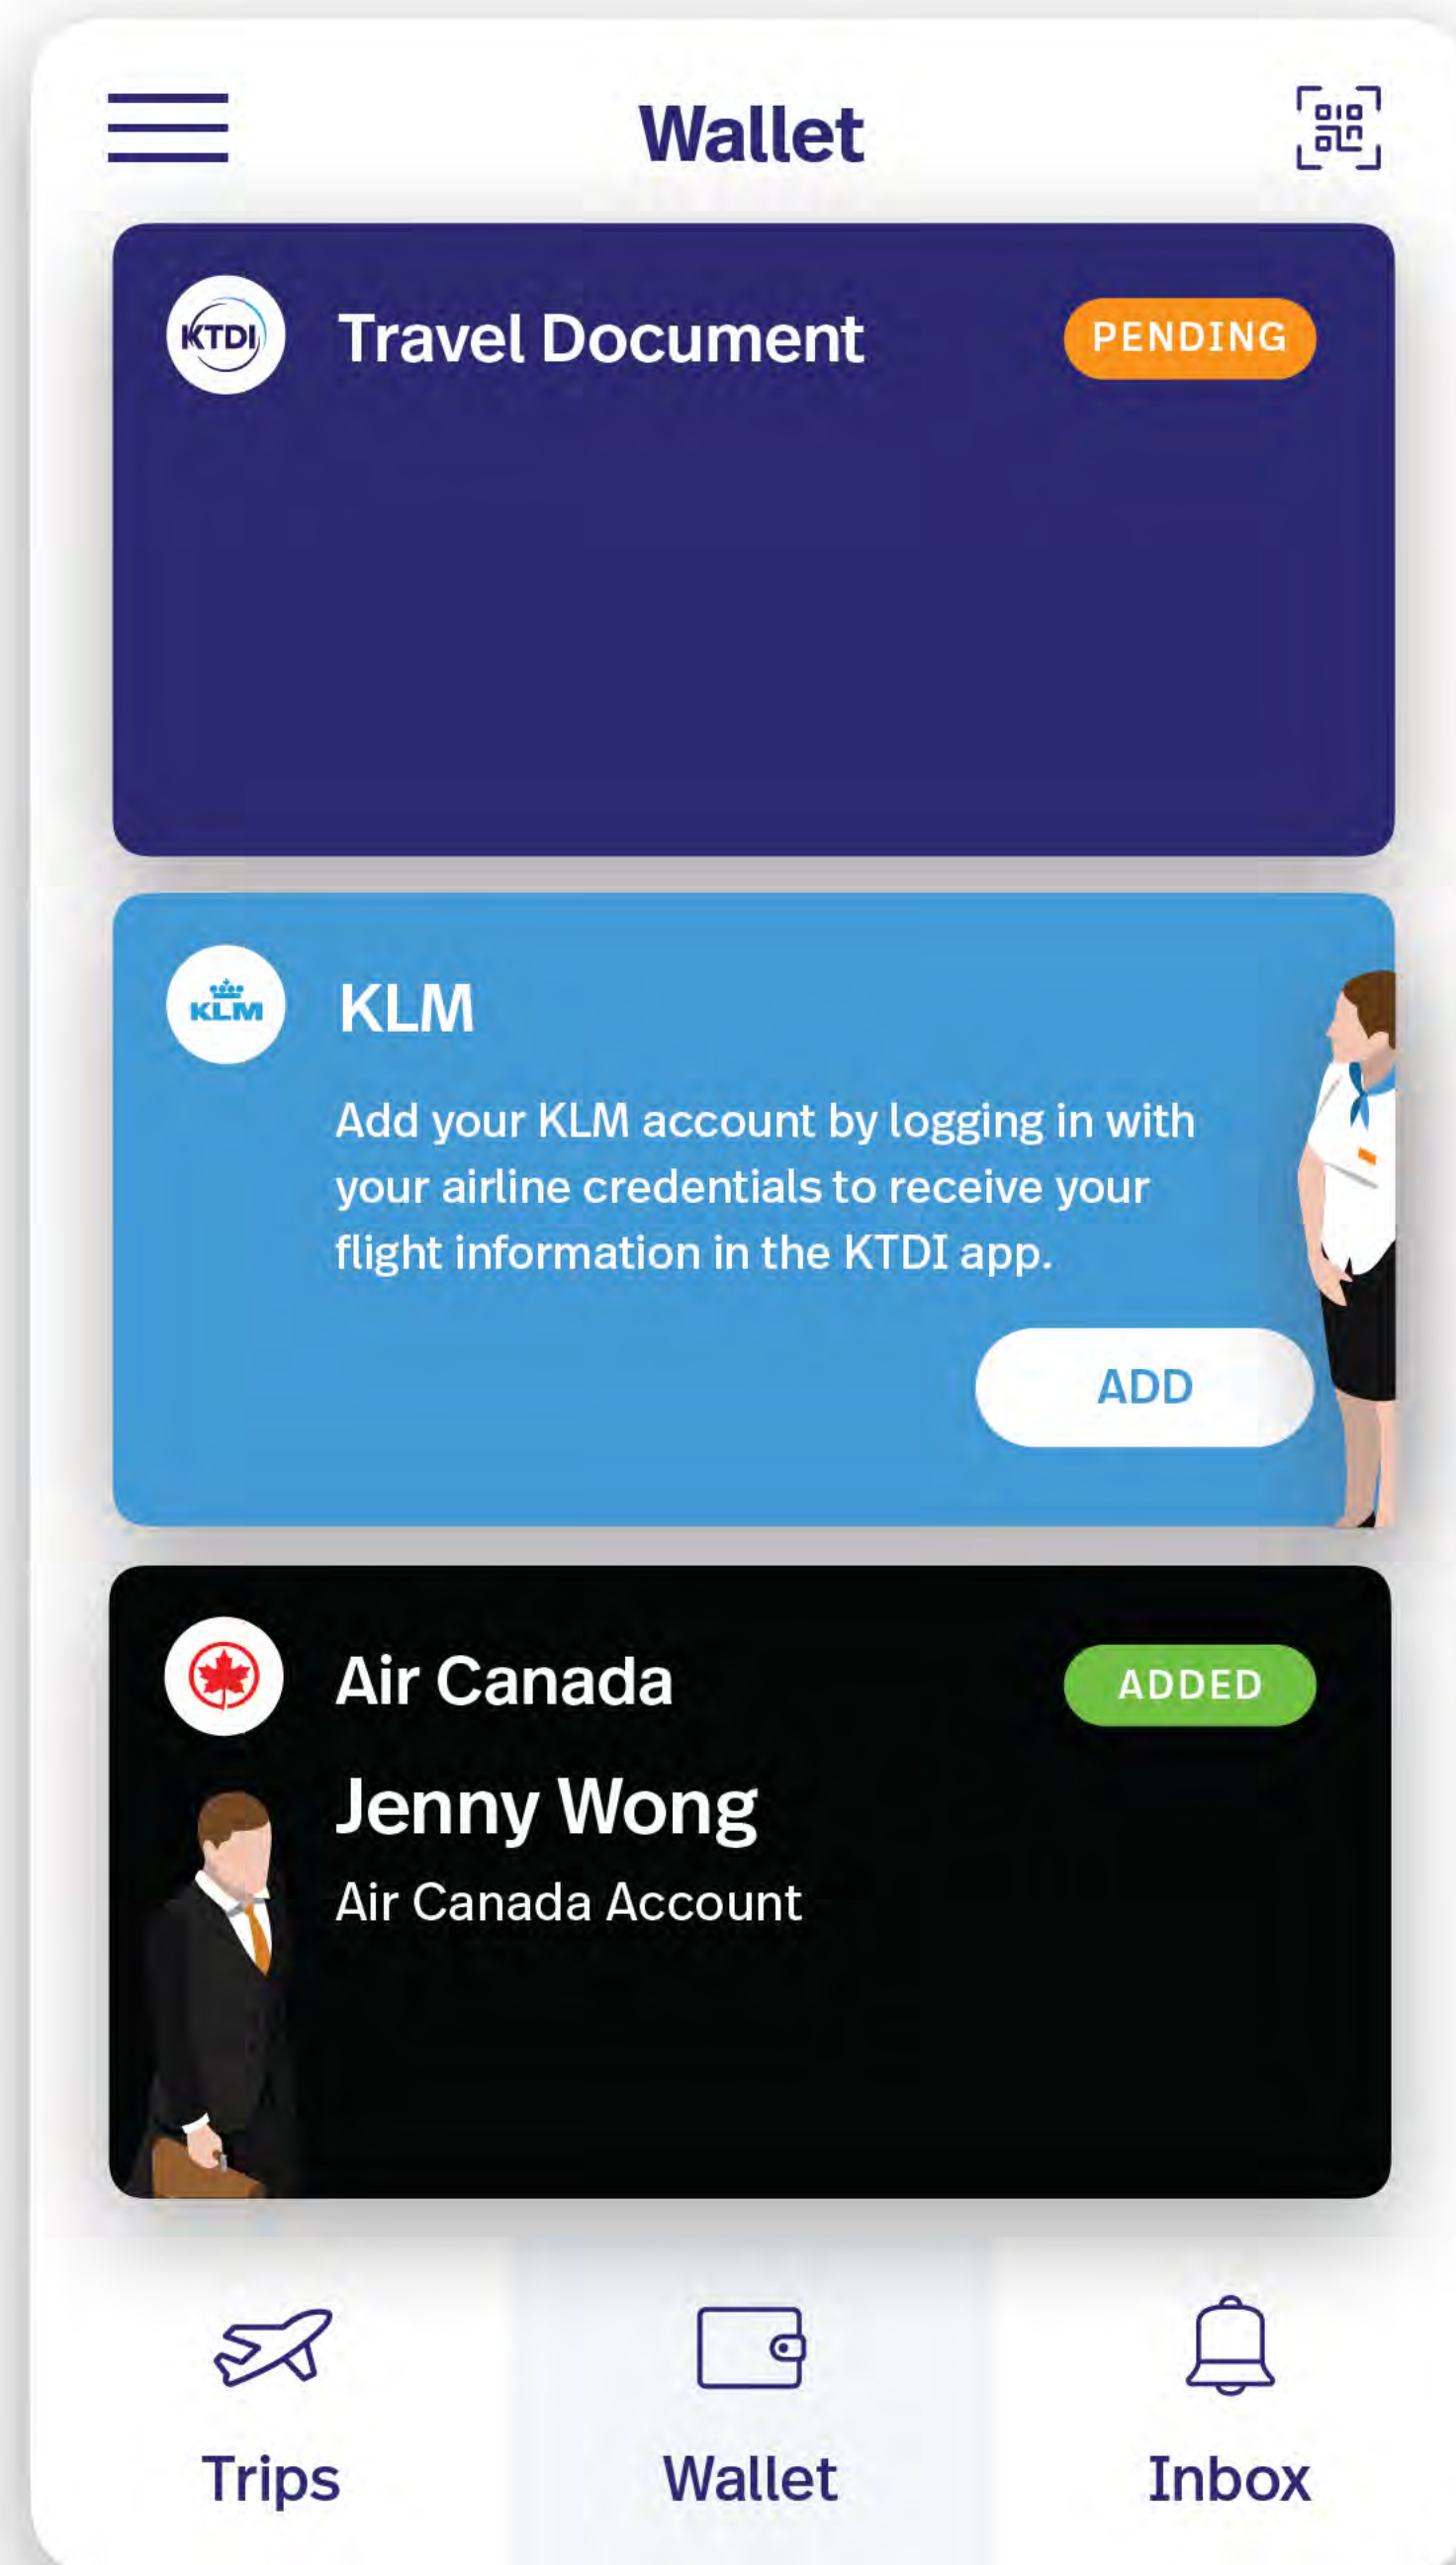 Wallet
KTDI
Travel Document
PENDING
KLM
KLM
Add your KLM account by logging in with
your airline credentials to receive your
flight information in the KTDI app.
ADD
Air Canada
ADDED
Jenny Wong
Air Canada Account
Trips
Wallet
Inbox